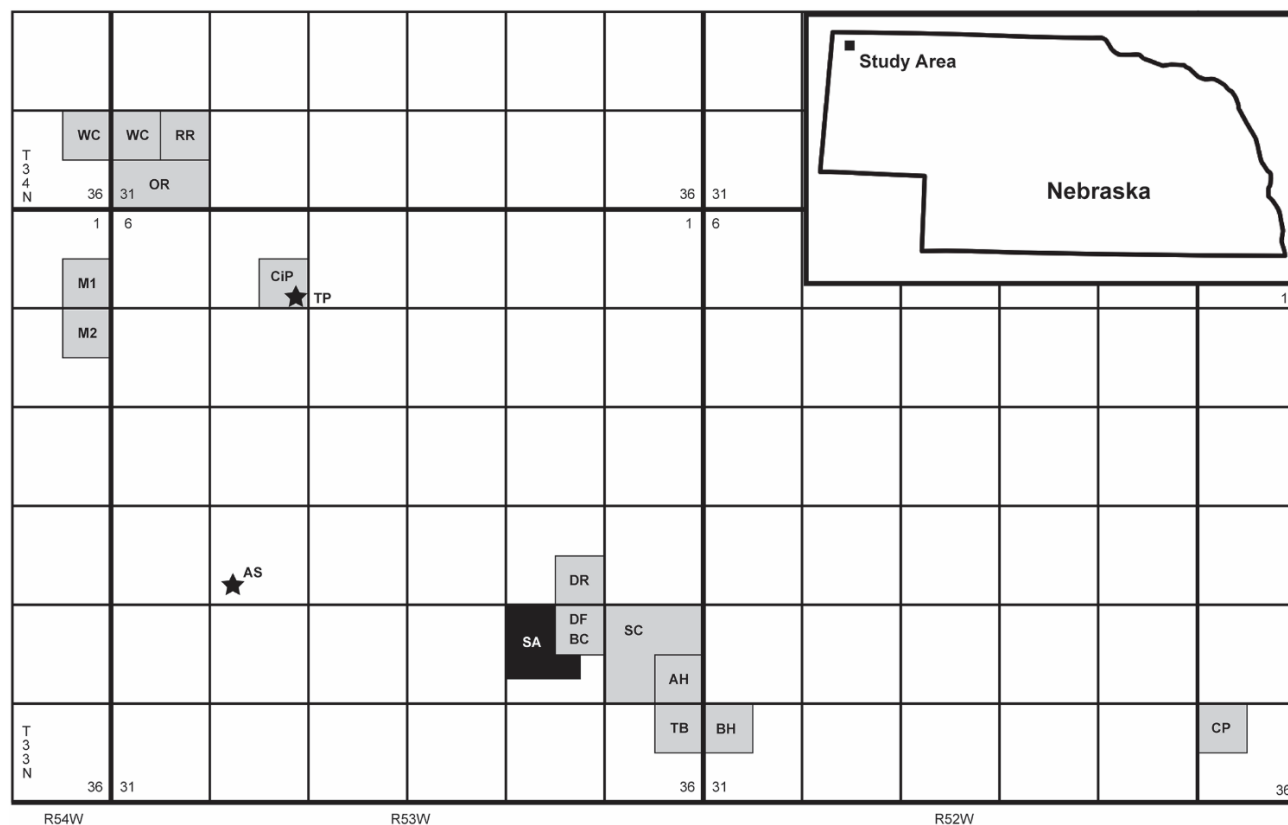 Study Area
Nebraska
WC WC RR
T
3
4
N
OR
36 31 36 31
1 6 1 6
M1 CiP
TP
1
M2
AS
DR
DF
SA BC SC
AH
T
3
3
N
TB BH CP
36 31 36 31 36
R54W R53W R52W